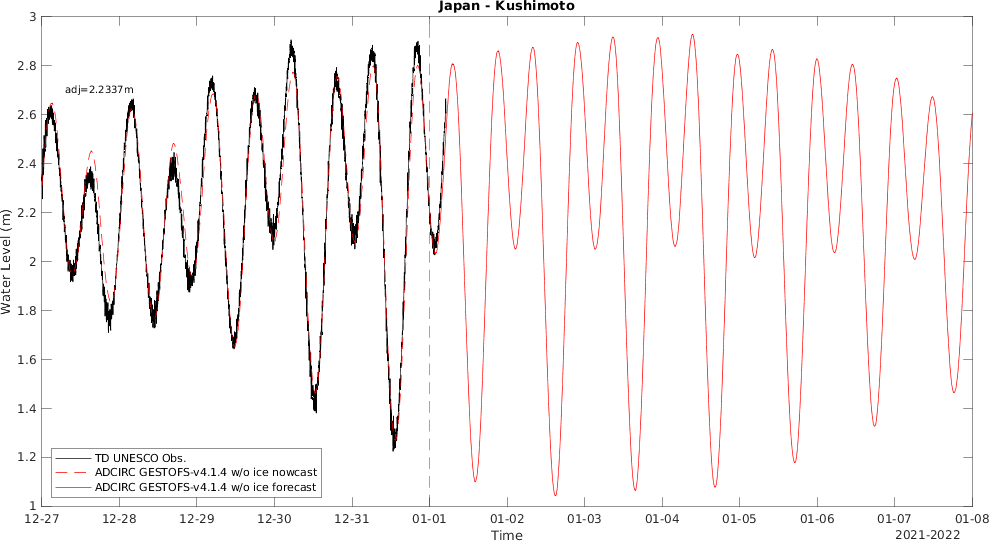 Japan - Kushimoto
3
2.8
2.6
2.4
2.2
2
1.8
1.6
1.4
1.2
1
Water Level (m)
adj=2.2337m
TD UNESCO Obs.
ADCIRC GESTOFS-v4.1.4 w/o ice nowcast
ADCIRC GESTOFS-v4.1.4 w/o ice forecast
12-27 12-28 12-29 12-30 12-31 01-01 01-02 01-03 01-04 01-05 01-06 01-07 01-08
Time
2021-2022